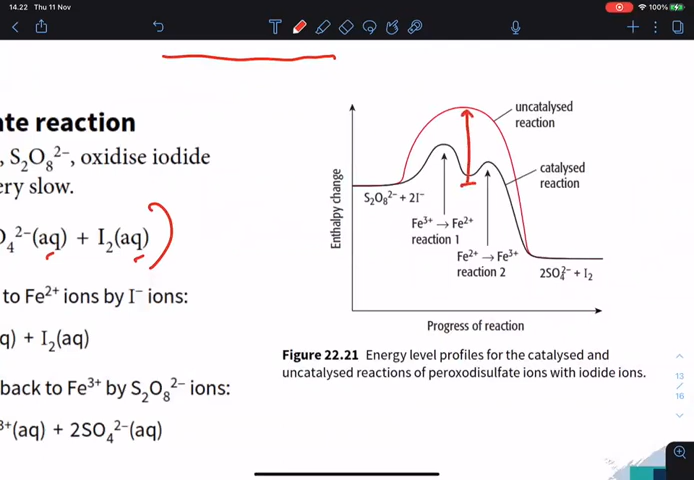 14.22 Thu 11 Nov
100%
ate reaction
, S₂O₈²⁻, oxidise iodide
ery slow.
O₄²⁻(aq) + I₂(aq)
to Fe²⁺ ions by I⁻ ions:
q) + I₂(aq)
back to Fe³⁺ by S₂O₈²⁻ ions:
³⁺(aq) + 2SO₄²⁻(aq)
Enthalpy change
uncatalysed
reaction
catalysed
reaction
S₂O₈²⁻ + 2I⁻
Fe³⁺ → Fe²⁺
reaction 1
Fe²⁺ → Fe³⁺
reaction 2
2SO₄²⁻ + I₂
Progress of reaction
Figure 22.21 Energy level profiles for the catalysed and
uncatalysed reactions of peroxodisulfate ions with iodide ions.
13
/
16